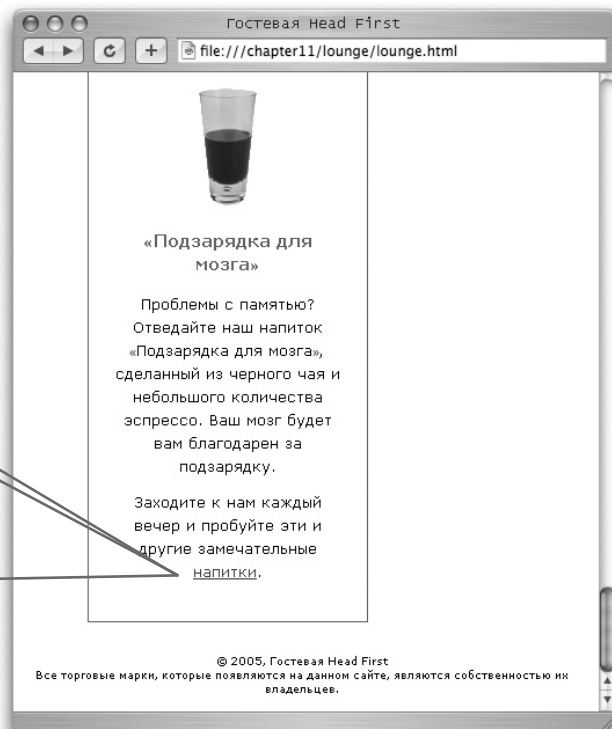 Гостевая Head First
file:///chapter11/lounge/lounge.html
«Подзарядка для
мозга»
Проблемы с памятью?
Отведайте наш напиток
«Подзарядка для мозга»,
сделанный из черного чая и
небольшого количества
эспрессо. Ваш мозг будет
вам благодарен за
подзарядку.
Заходите к нам каждый
вечер и пробуйте эти и
другие замечательные
напитки.
© 2005, Гостевая Head First
Все торговые марки, которые появляются на данном сайте, являются собственностью их
владельцев.